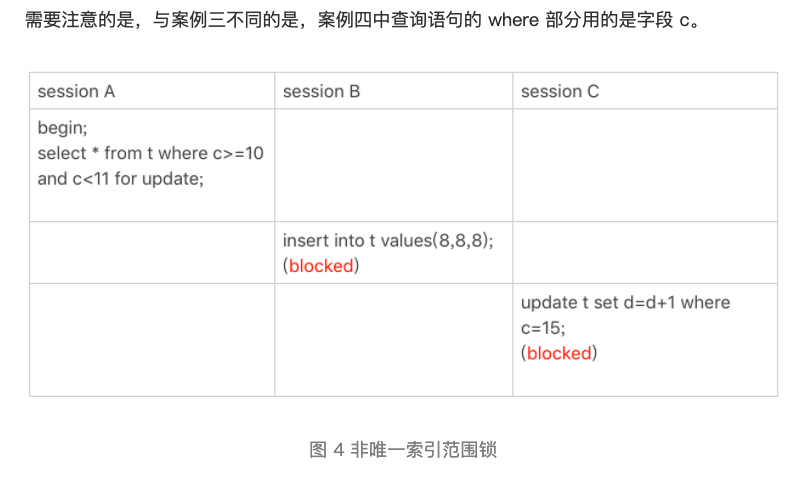 需要注意的是，与案例三不同的是，案例四中查询语句的 where 部分用的是字段 c。
session A
session B
session C
begin;
select * from t where c>=10
and c<11 for update;
insert into t values(8,8,8);
(blocked)
update t set d=d+1 where
c=15;
(blocked)
图 4 非唯一索引范围锁